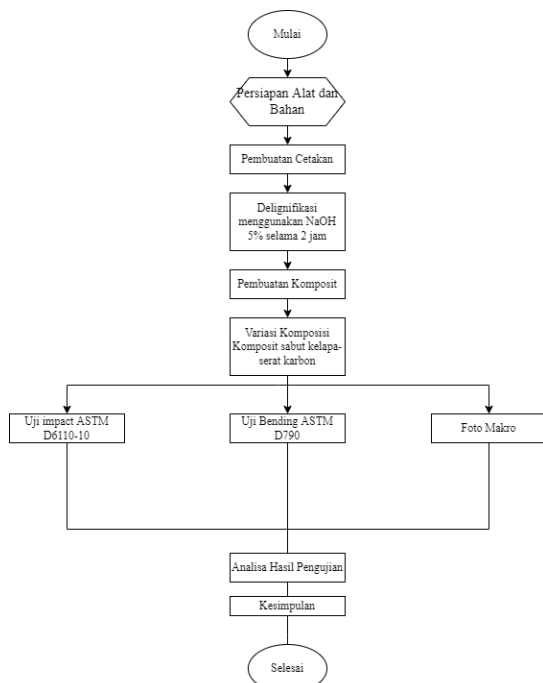 Mulai
Persiapan Alat dan
Bahan
Pembuatan Cetakan
Delignifikasi
menggunakan NaOH
5% selama 2 jam
Pembuatan Komposit
Variasi Komposisi
Komposit sabut kelapa-
serat karbon
Uji impact ASTM
D6110-10
Uji Bending ASTM
D790
Foto Makro
Analisa Hasil Pengujian
Kesimpulan
Selesai